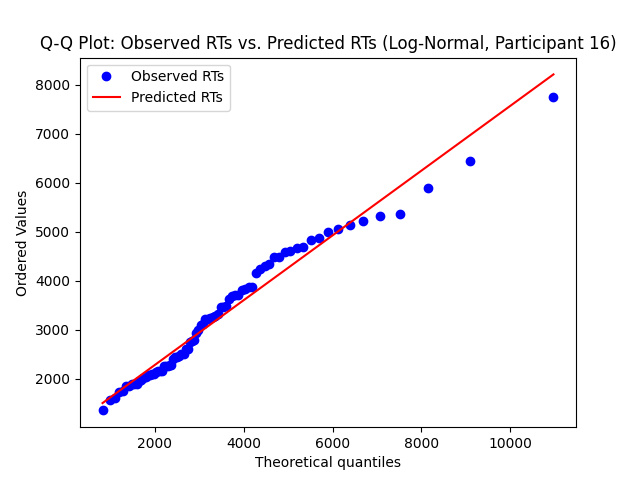 Q-Q Plot: Observed RTs vs. Predicted RTs (Log-Normal, Participant 16)
Observed RTs
Predicted RTs
8000
7000
6000
5000
4000
3000
2000
Ordered Values
2000 4000 6000 8000 10000
Theoretical quantiles